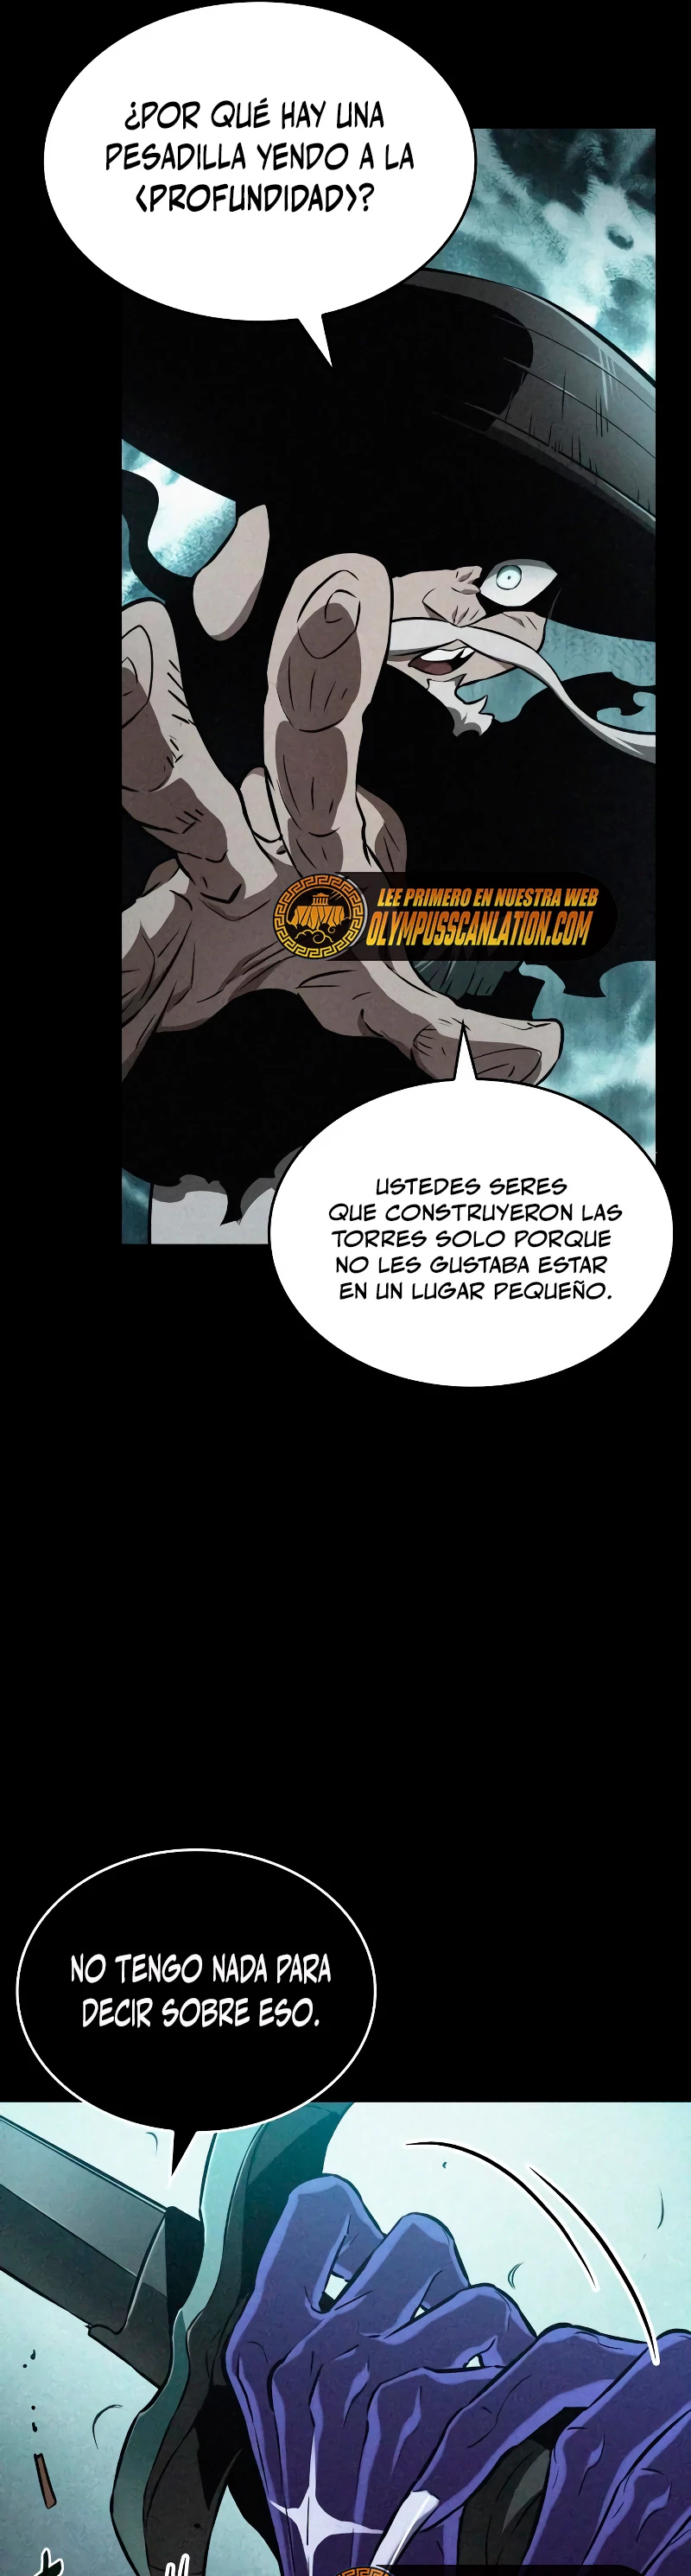 ¿POR QUÉ HAY UNA
PESADILLA YENDO A LA
<PROFUNDIDAD>?
LEE PRIMERO EN NUESTRA WEB
OLYMPUSSCANLATION.COM
USTEDES SERES
QUE CONSTRUYERON LAS
TORRES SOLO PORQUE
NO LES GUSTABA ESTAR
EN UN LUGAR PEQUEÑO.
NO TENGO NADA PARA
DECIR SOBRE ESO.